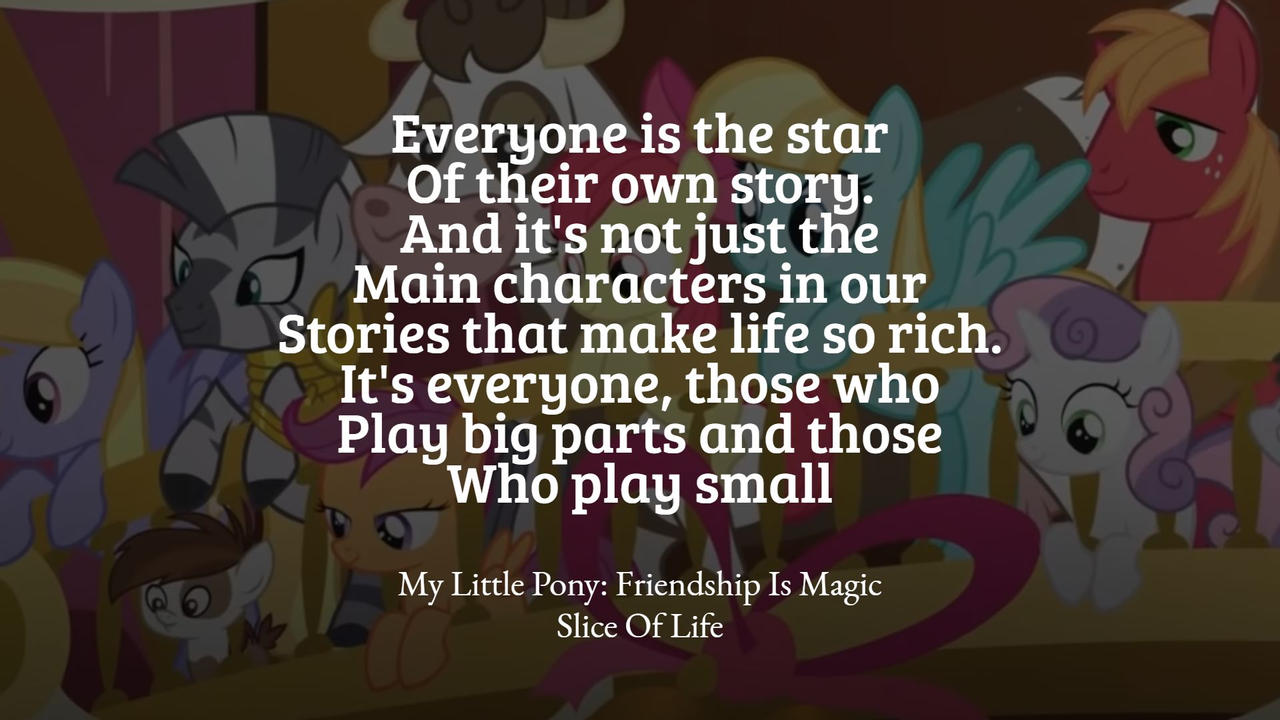 Everyone is the star
Of their own story.
And it's not just the
Main characters in our
Stories that make life so rich.
It's everyone, those who
Play big parts and those
Who play small
My Little Pony: Friendship Is Magic
Slice Of Life